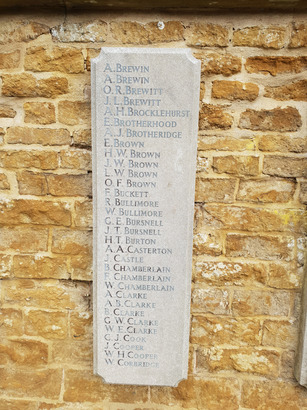 A. BREWIN
A. BREWIN
O. R. BREWITT
J. L. BREWITT
A. H. BROCKLEHURST
E. BROTHERHOOD
A. J. BROTHERIDGE
E. BROWN
H. W. BROWN
J. W. BROWN
L. W. BROWN
O. F. BROWN
F. BUCKETT
R. BULLIMORE
W. BULLIMORE
G. E. BURSNELL
J. T. BURSNELL
H. T. BURTON
A. A. CASTERTON
J. CASTLE
B. CHAMBERLAIN
F. CHAMBERLAIN
W. CHAMBERLAIN
A. CLARKE
A. B. CLARKE
B. CLARKE
G. W. CLARKE
W. E. CLARKE
C. J. COOK
J. COOPER
W. H. COOPER
W. CORBRIDGE